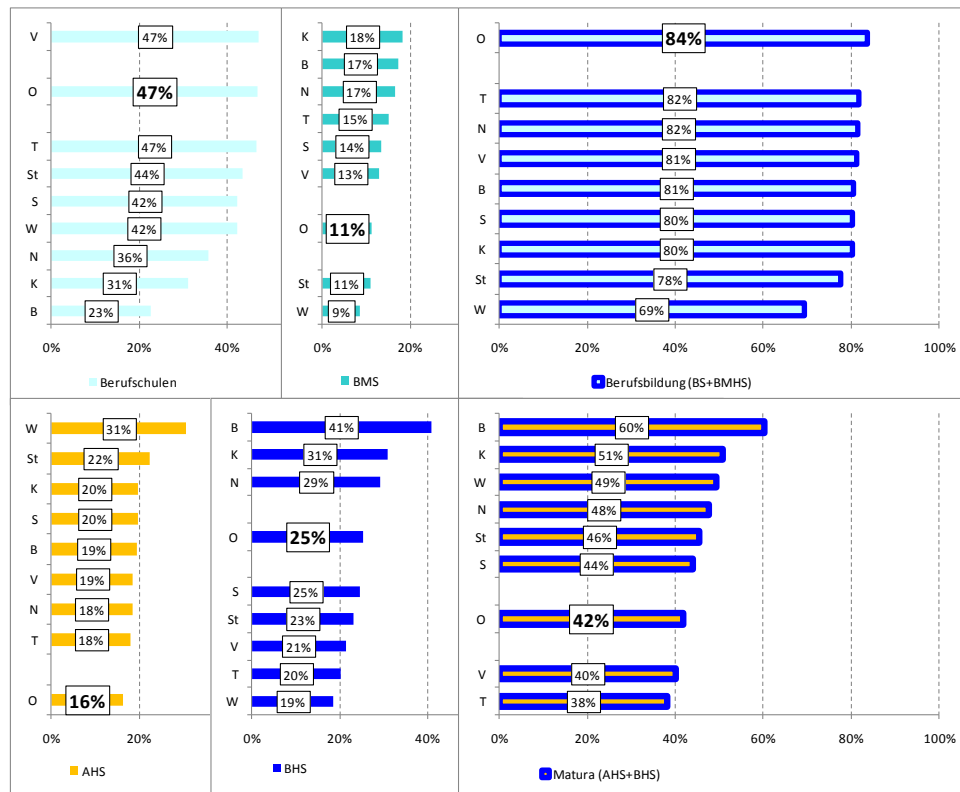 V 47%
O 47%
T 47%
St 44%
S 42%
W 42%
N 36%
K 31%
B 23%
0% 20% 40%
Berufschulen
K 18%
B 17%
N 17%
T 15%
S 14%
V 13%
O 11%
St 11%
W 9%
0% 20%
BMS
O 84%
T 82%
N 82%
V 81%
B 81%
S 80%
K 80%
St 78%
W 69%
0% 20% 40% 60% 80% 100%
Berufsbildung (BS+BMHS)
W 31%
St 22%
K 20%
S 20%
B 19%
V 19%
N 18%
T 18%
O 16%
0% 20%
AHS
B 41%
K 31%
N 29%
O 25%
S 25%
St 23%
V 21%
T 20%
W 19%
0% 20% 40%
BHS
B 60%
K 51%
W 49%
N 48%
St 46%
S 44%
O 42%
V 40%
T 38%
0% 20% 40% 60% 80% 100%
Matura (AHS+BHS)